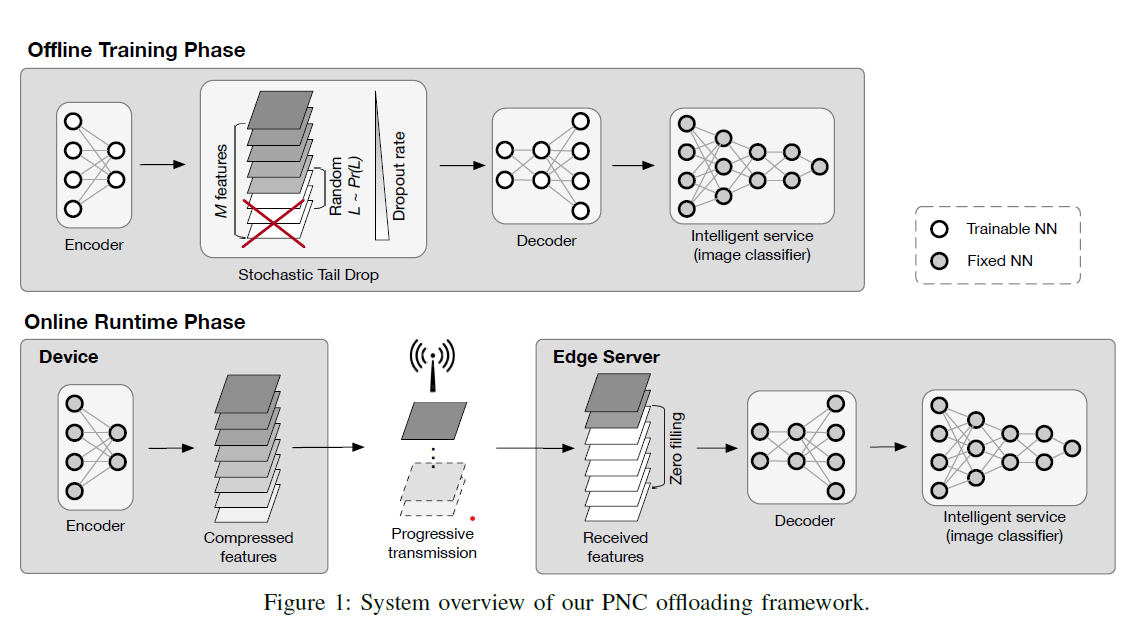 Offline Training Phase
M features
Random
L ~ Pr(L)
Dropout rate
Encoder
Stochastic Tail Drop
Decoder
Intelligent service
(image classifier)
Trainable NN
Fixed NN
Online Runtime Phase
Device
Encoder
Compressed
features
Progressive
transmission
Edge Server
Zero filling
Received
features
Decoder
Intelligent service
(image classifier)
Figure 1: System overview of our PNC offloading framework.